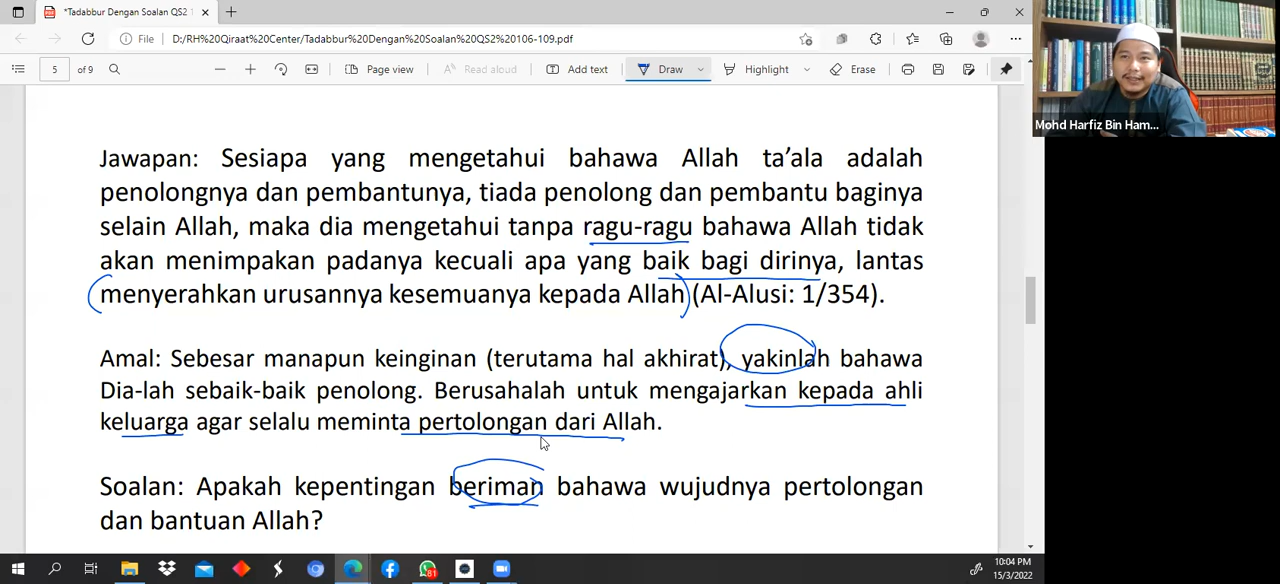 *Tadabbur Dengan Soalan QS2 1
File
D:/RH%20Qiraat%20Center/Tadabbur%20Dengan%20Soalan%20QS2%20106-109.pdf
5 of 9
Page view
Read aloud
Add text
Draw
Highlight
Erase
Mohd Harfiz Bin Ham...
Jawapan: Sesiapa yang mengetahui bahawa Allah ta’ala adalah
penolongnya dan pembantunya, tiada penolong dan pembantu baginya
selain Allah, maka dia mengetahui tanpa ragu-ragu bahawa Allah tidak
akan menimpakan padanya kecuali apa yang baik bagi dirinya, lantas
menyerahkan urusannya kesemuanya kepada Allah (Al-Alusi: 1/354).
Amal: Sebesar manapun keinginan (terutama hal akhirat), yakinlah bahawa
Dia-lah sebaik-baik penolong. Berusahalah untuk mengajarkan kepada ahli
keluarga agar selalu meminta pertolongan dari Allah.
Soalan: Apakah kepentingan beriman bahawa wujudnya pertolongan
dan bantuan Allah?
81
10:04 PM
15/3/2022